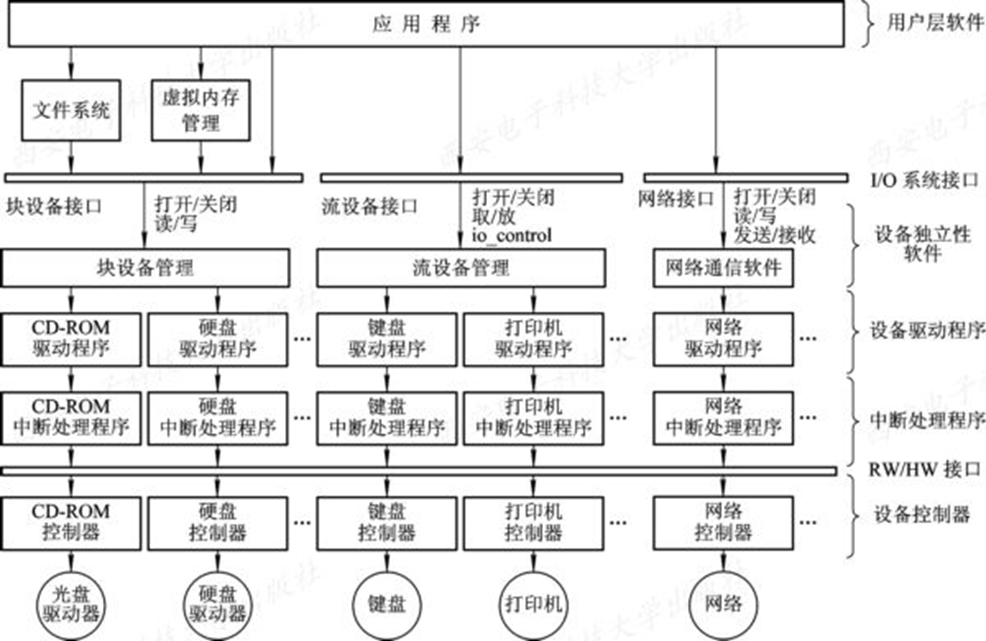 应用程序
用户层软件
文件系统
虚拟内存
管理
I/O 系统接口
块设备接口
打开/关闭
读/写
流设备接口
打开/关闭
取/放
io_control
网络接口
打开/关闭
读/写
发送/接收
设备独立性
软件
块设备管理
流设备管理
网络通信软件
CD-ROM
驱动程序
硬盘
驱动程序
...
键盘
驱动程序
打印机
驱动程序
...
网络
驱动程序
...
设备驱动程序
CD-ROM
中断处理程序
硬盘
中断处理程序
...
键盘
中断处理程序
打印机
中断处理程序
...
网络
中断处理程序
...
中断处理程序
RW/HW 接口
CD-ROM
控制器
硬盘
控制器
...
键盘
控制器
打印机
控制器
...
网络
控制器
...
设备控制器
光盘
驱动器
硬盘
驱动器
键盘
打印机
网络
西安电子科技大学出版社